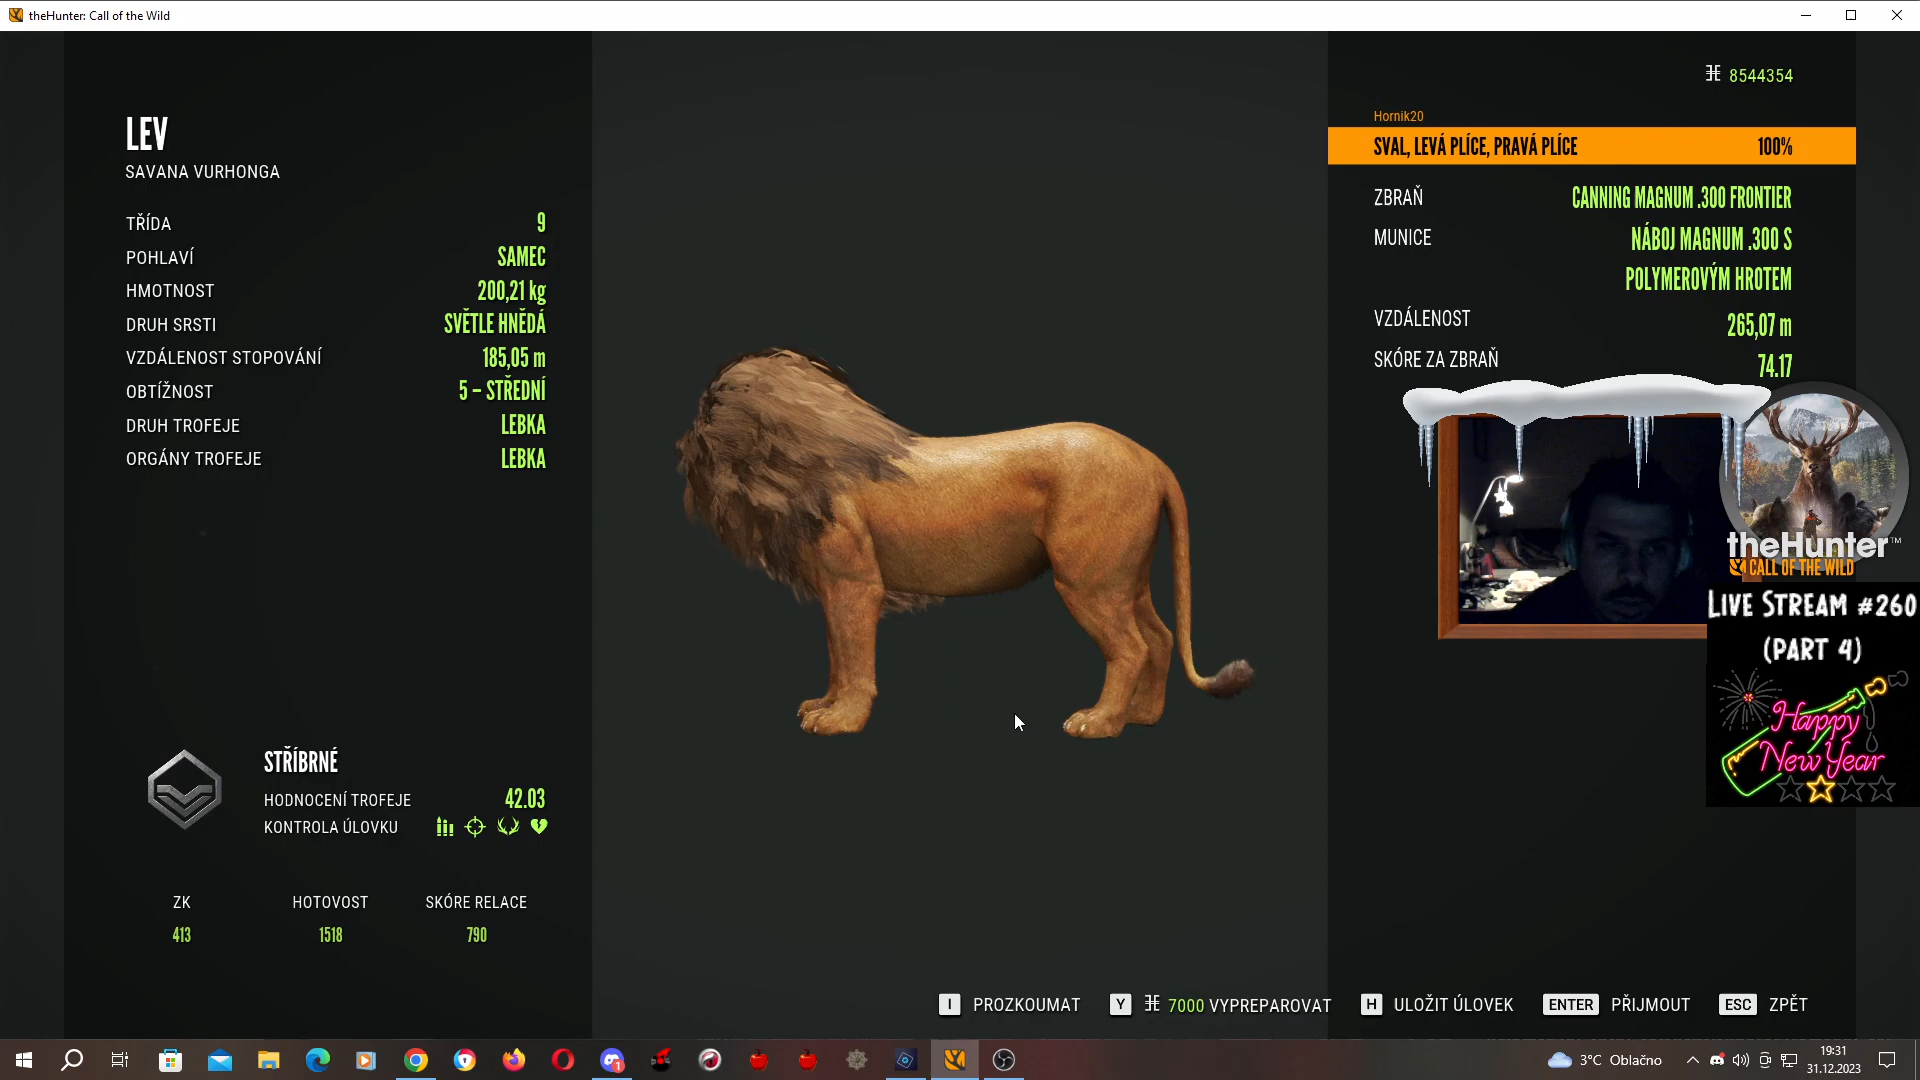 theHunter: Call of the Wild
8544354
LEV
SAVANA VURHONGA
TŘÍDA 9
POHLAVÍ SAMEC
HMOTNOST 200,21 kg
DRUH SRSTI SVĚTLE HNĚDÁ
VZDÁLENOST STOPOVÁNÍ 185,05 m
OBTÍŽNOST 5 – STŘEDNÍ
DRUH TROFEJE LEBKA
ORGÁNY TROFEJE LEBKA
STŘÍBRNÉ
HODNOCENÍ TROFEJE 42.03
KONTROLA ÚLOVKU
ZK HOTOVOST SKÓRE RELACE
413 1518 790
Hornik20
SVAL, LEVÁ PLÍCE, PRAVÁ PLÍCE 100%
ZBRAŇ CANNING MAGNUM .300 FRONTIER
MUNICE NÁBOJ MAGNUM .300 S
POLYMEROVÝM HROTEM
VZDÁLENOST 265,07 m
SKÓRE ZA ZBRAŇ 74.17
theHunter™
CALL OF THE WILD
LIVE STREAM #260
(PART 4)
Happy
New Year
I PROZKOUMAT Y 7000 VYPREPAROVAT H ULOŽIT ÚLOVEK ENTER PŘIJMOUT ESC ZPĚT
1
3°C Oblačno
19:31
31.12.2023